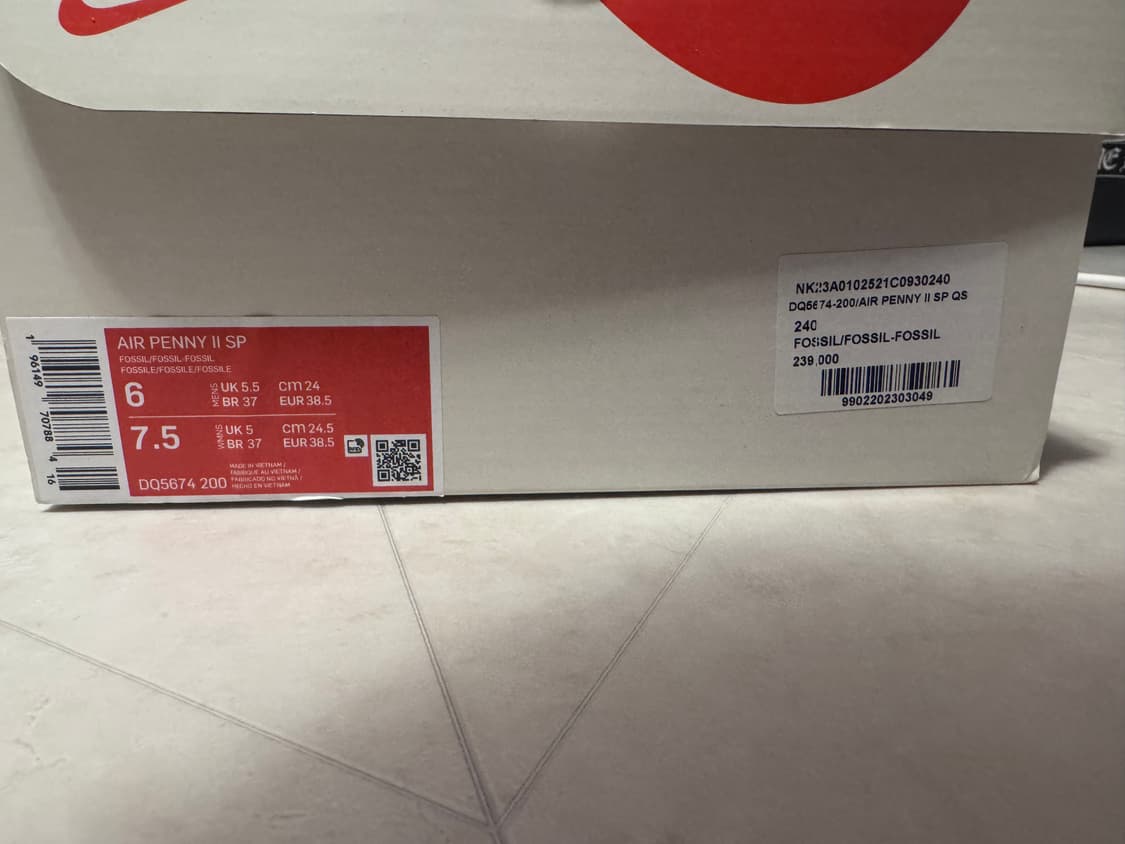 AIR PENNY II SP
FOSSIL/FOSSIL-FOSSIL
FOSSILE/FOSSILE/FOSSILE
6 MENS UK 5.5 cm 24
BR 37 EUR 38.5
7.5 WMNS UK 5 cm 24.5
BR 37 EUR 38.5
MADE IN VIETNAM /
FABRIQUÉ AU VIETNAM /
FABRICADO NO VIETNÃ /
HECHO EN VIETNAM
DQ5674 200
1 96149 70788 4 16
NK23A0102521C0930240
DQ5674-200/AIR PENNY II SP QS
240
FOSSIL/FOSSIL-FOSSIL
239,000
9902202303049